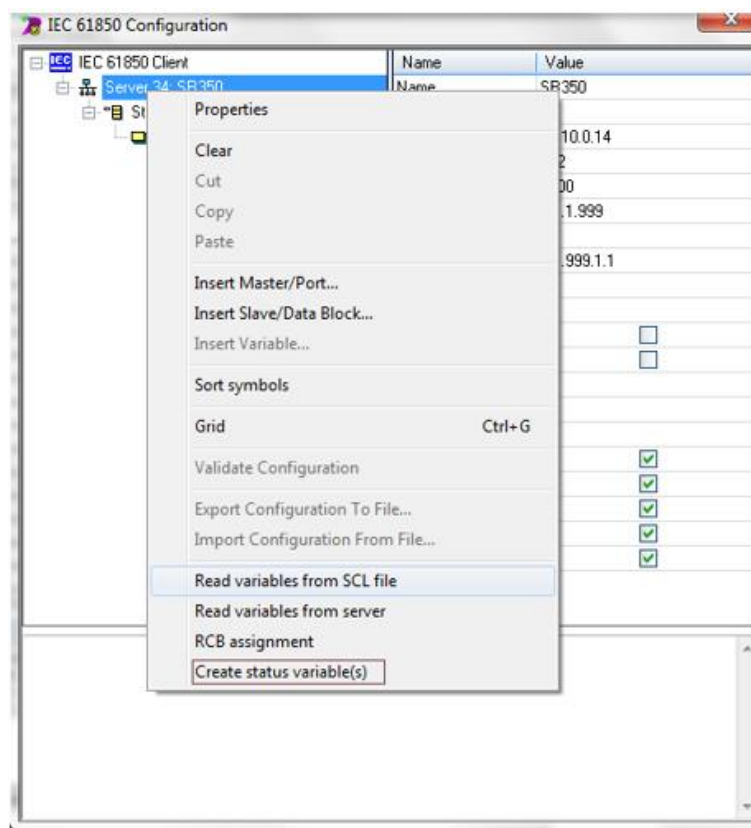 IEC 61850 Configuration
IEC IEC 61850 Client
Name Value
Server 34: SB350
Name SB350
St
Properties
10.0.14
Clear
2
Cut
00
Copy
.1.999
Paste
.999.1.1
Insert Master/Port...
Insert Slave/Data Block...
Insert Variable...
Sort symbols
Grid Ctrl+G
Validate Configuration
Export Configuration To File...
Import Configuration From File...
Read variables from SCL file
Read variables from server
RCB assignment
Create status variable(s)